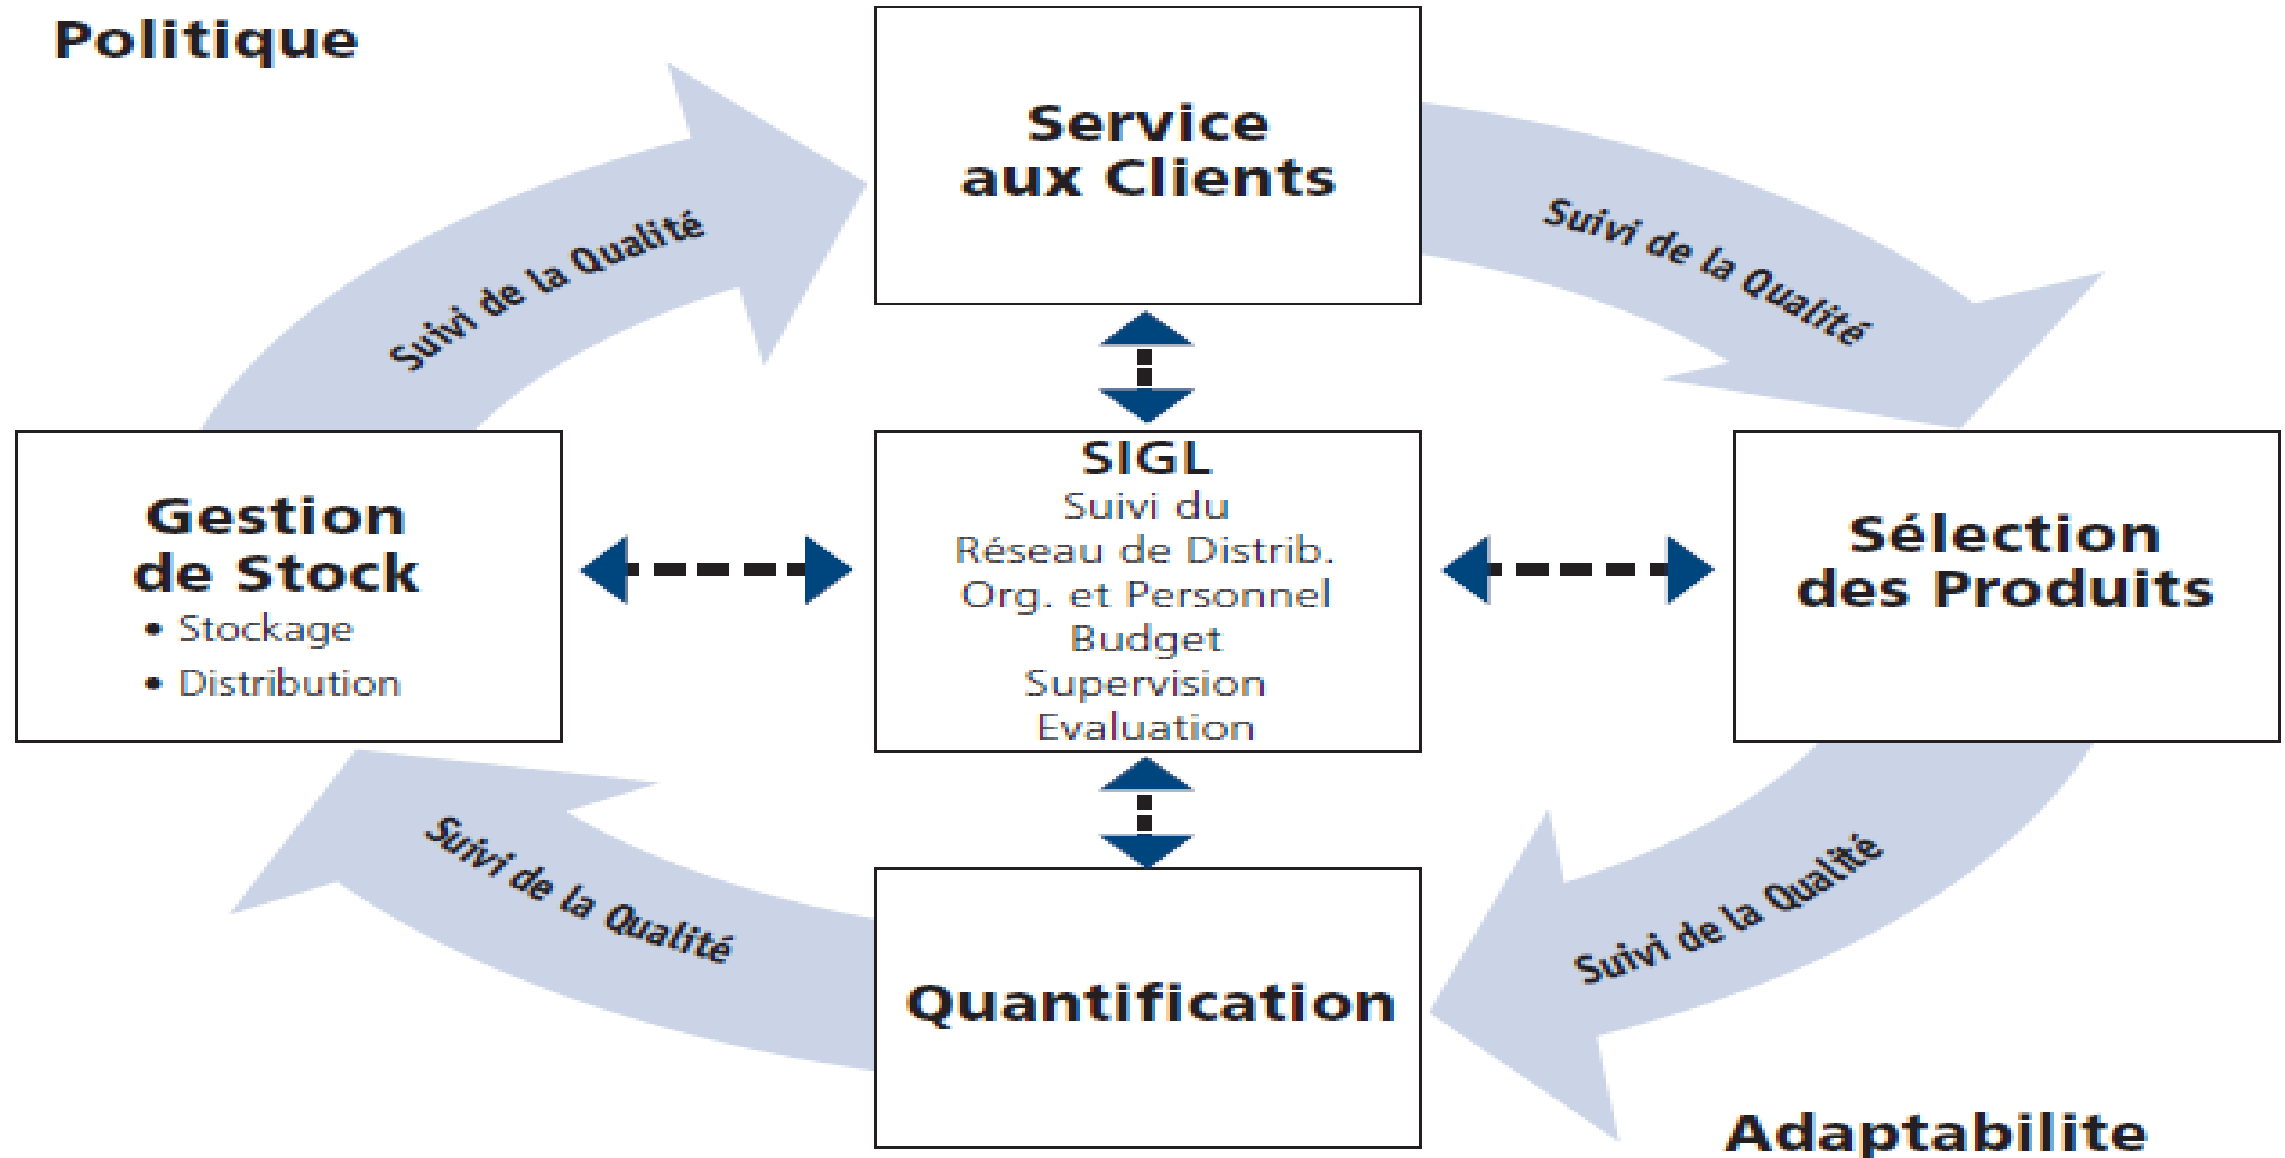 Politique
Service
aux Clients
Suivi de la Qualité
Suivi de la Qualité
Gestion
de Stock
• Stockage
• Distribution
SIGL
Suivi du
Réseau de Distrib.
Org. et Personnel
Budget
Supervision
Evaluation
Sélection
des Produits
Suivi de la Qualité
Suivi de la Qualité
Quantification
Adaptabilite